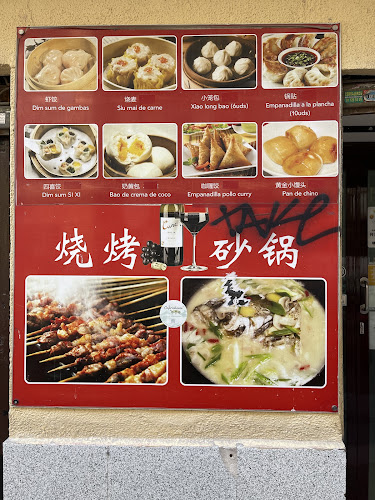 虾饺
Dim sum de gambas
烧麦
Siu mai de carne
小笼包
Xiao long bao (6uds)
锅贴
Empanadilla a la plancha
(10uds)
四喜饺
Dim sum SI XI
奶黄包
Bao de crema de coco
咖喱饺
Empanadilla pollo curry
黄金小馒头
Pan de chino
烧烤
砂锅